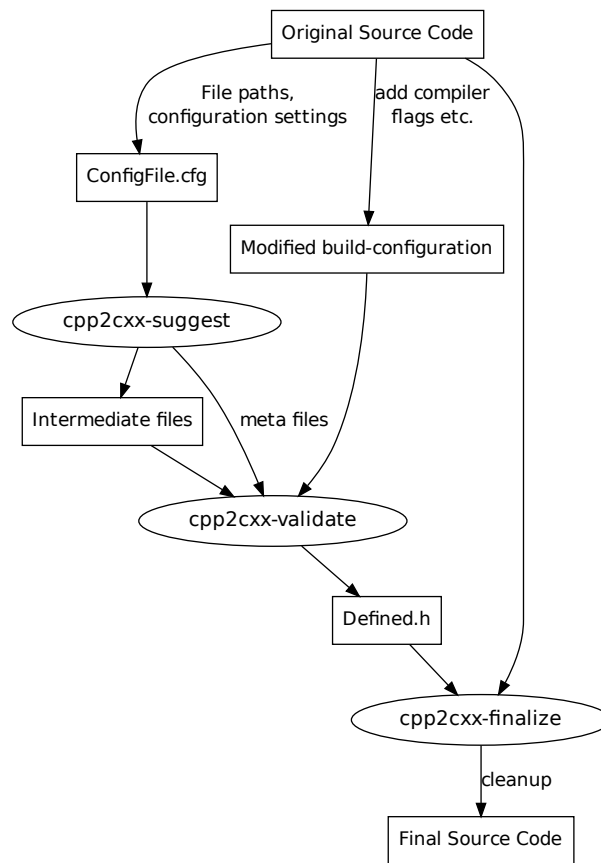 Original Source Code
File paths,
configuration settings
add compiler
flags etc.
ConfigFile.cfg
Modified build-configuration
cpp2cxx-suggest
Intermediate files
meta files
cpp2cxx-validate
Defined.h
cpp2cxx-finalize
cleanup
Final Source Code